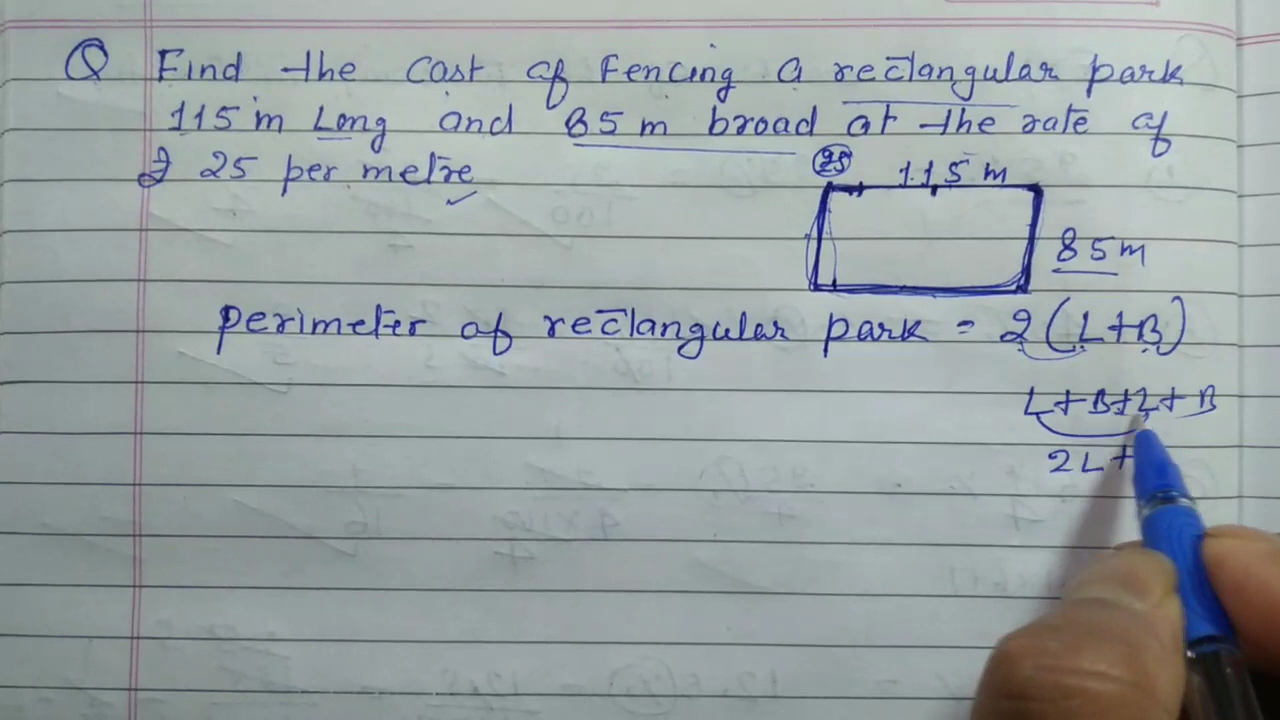 Q Find the cost of Fencing a rectangular park
115 m Long and 85 m broad at the rate of
₹ 25 per metre
25 115 m
85 m
perimeter of rectangular park = 2 (L+B)
L+B+L+B
2L+